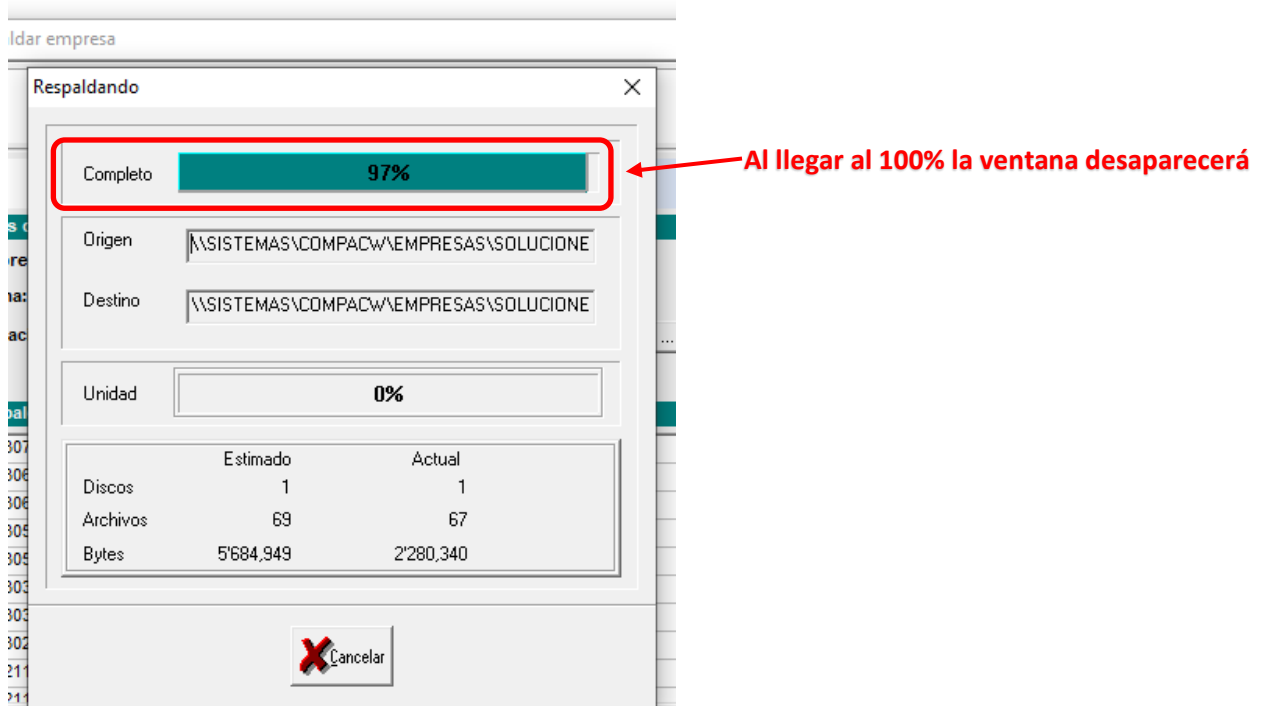 ldar empresa
Respaldando
Completo 97%
Al llegar al 100% la ventana desaparecerá
Origen \\SISTEMAS\COMPACW\EMPRESAS\SOLUCIONE
Destino \\SISTEMAS\COMPACW\EMPRESAS\SOLUCIONE
Unidad 0%
Estimado Actual
Discos 1 1
Archivos 69 67
Bytes 5'684,949 2'280,340
Cancelar
...